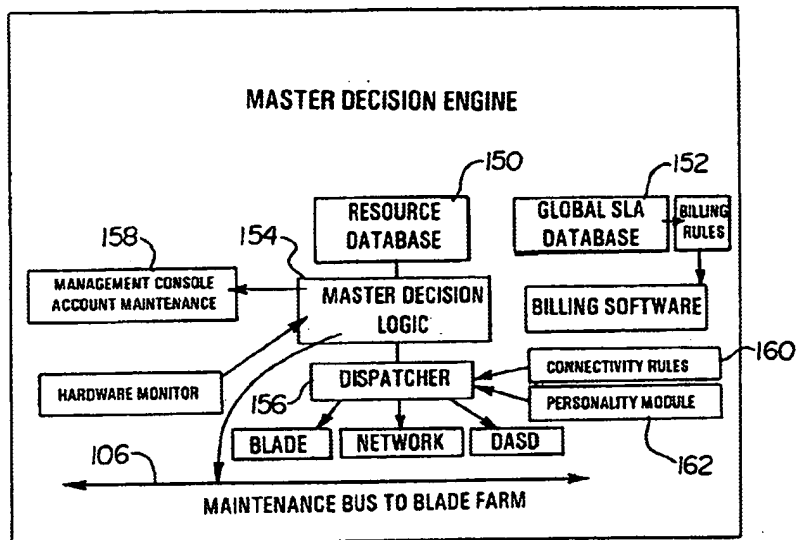 MASTER DECISION ENGINE
150
152
RESOURCE
DATABASE
GLOBAL SLA
DATABASE
BILLING
RULES
158
154
MANAGEMENT CONSOLE
ACCOUNT MAINTENANCE
MASTER DECISION
LOGIC
BILLING SOFTWARE
HARDWARE MONITOR
156
DISPATCHER
CONNECTIVITY RULES
160
PERSONALITY MODULE
162
BLADE
NETWORK
DASD
106
MAINTENANCE BUS TO BLADE FARM